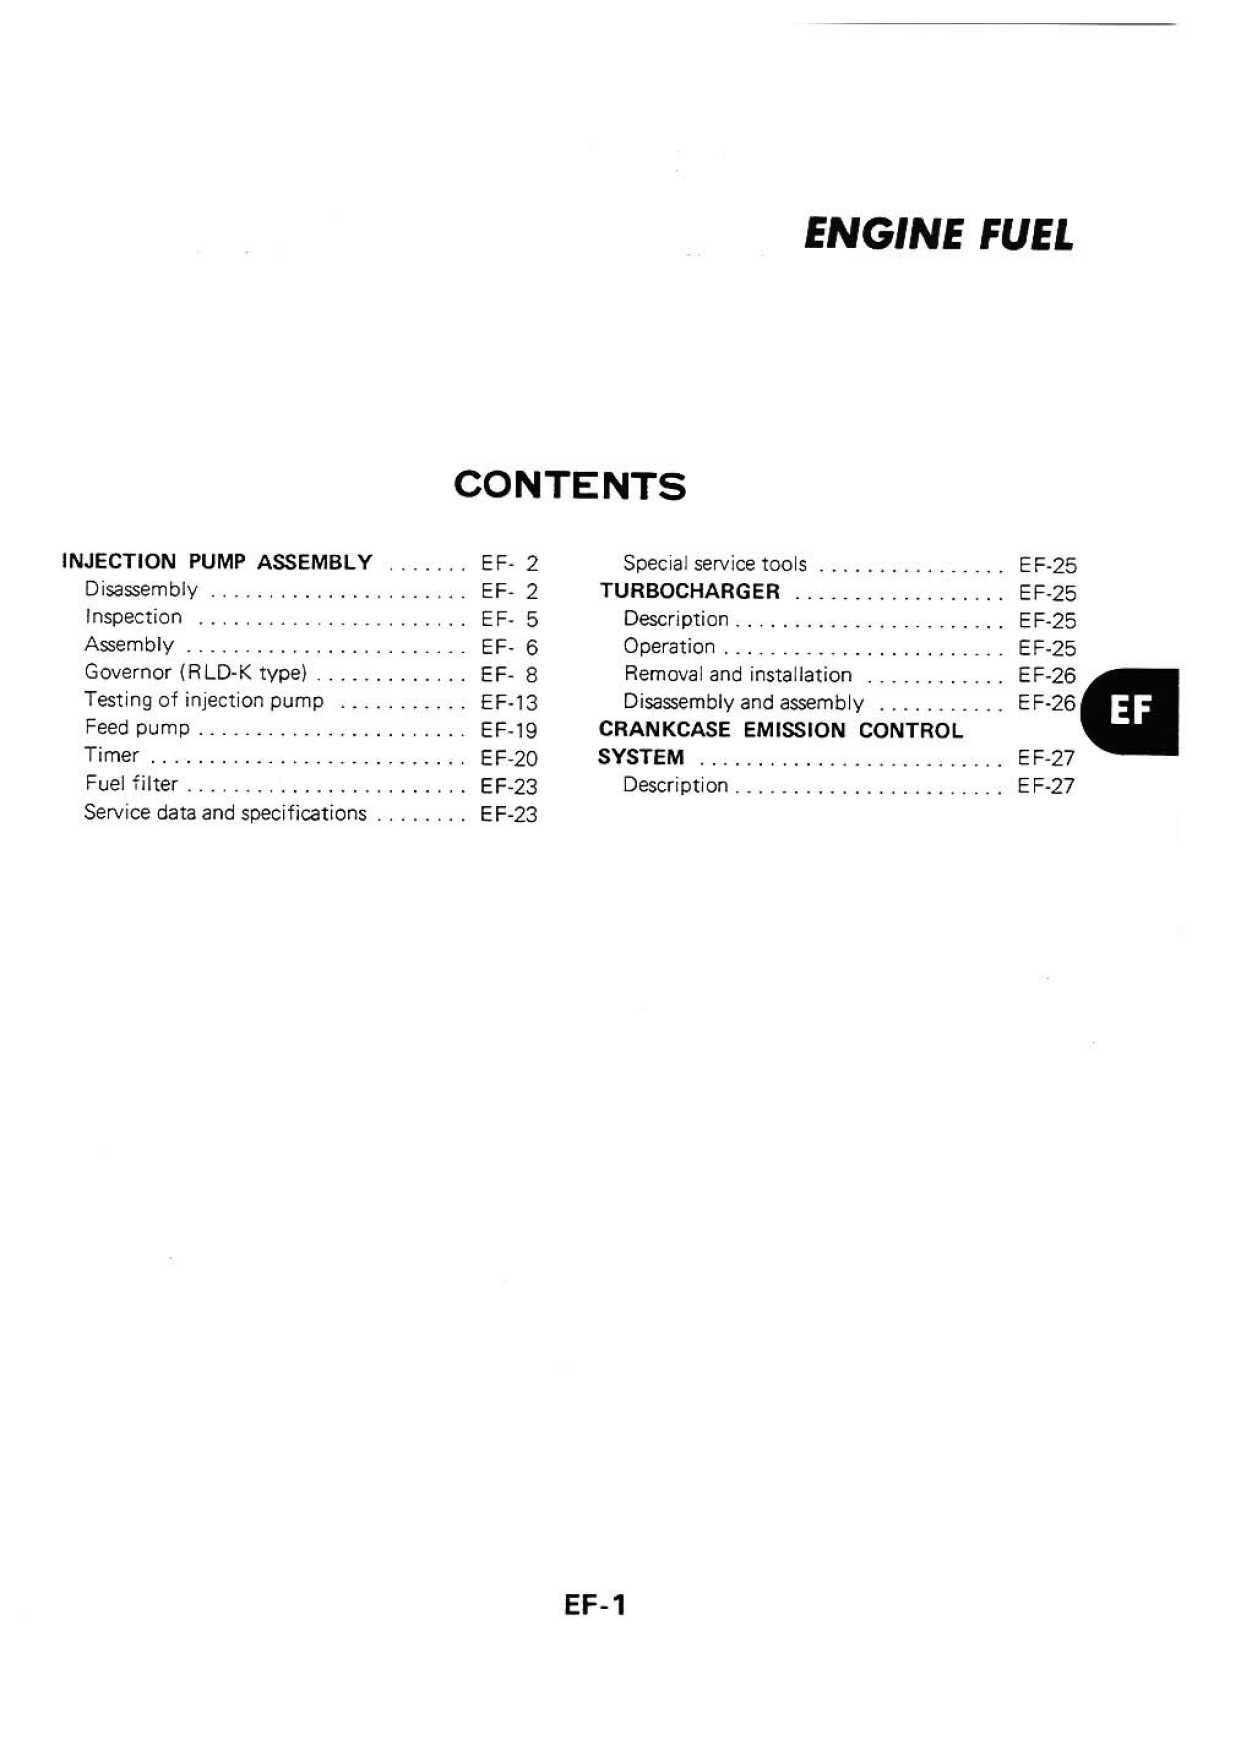 ENGINE FUEL
CONTENTS
INJECTION PUMP ASSEMBLY ....... EF- 2
Disassembly ...................... EF- 2
Inspection ....................... EF- 5
Assembly ........................ EF- 6
Governor (RLD-K type) ............. EF- 8
Testing of injection pump ........... EF-13
Feed pump ....................... EF-19
Timer ........................... EF-20
Fuel filter ........................ EF-23
Service data and specifications ........ EF-23
Special service tools ................ EF-25
TURBOCHARGER .................. EF-25
Description ....................... EF-25
Operation ........................ EF-25
Removal and installation ............ EF-26
Disassembly and assembly ........... EF-26
CRANKCASE EMISSION CONTROL
SYSTEM .......................... EF-27
Description ....................... EF-27
EF
EF-1